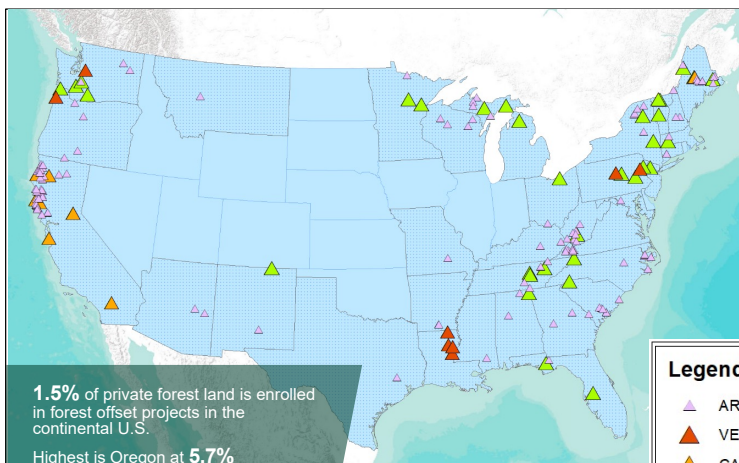 1.5% of private forest land is enrolled
in forest offset projects in the
continental U.S.
Highest is Oregon at 5.7%
Legend
AR
VE